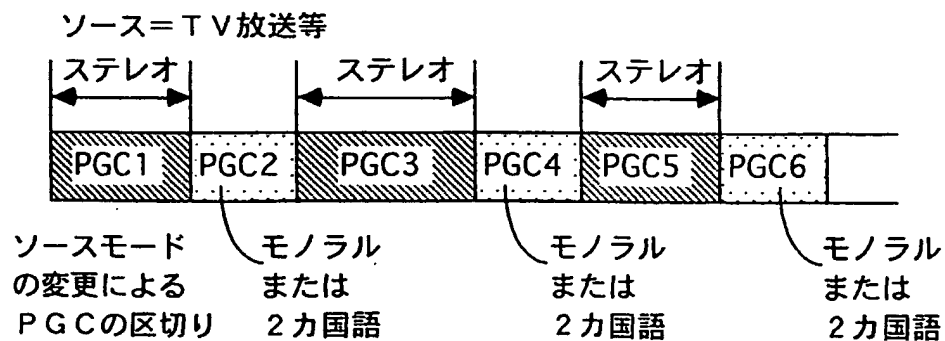 ソース＝ＴＶ放送等
ステレオ
ステレオ
ステレオ
PGC1
PGC2
PGC3
PGC4
PGC5
PGC6
ソースモード
の変更による
ＰＧＣの区切り
モノラル
または
２カ国語
モノラル
または
２カ国語
モノラル
または
２カ国語